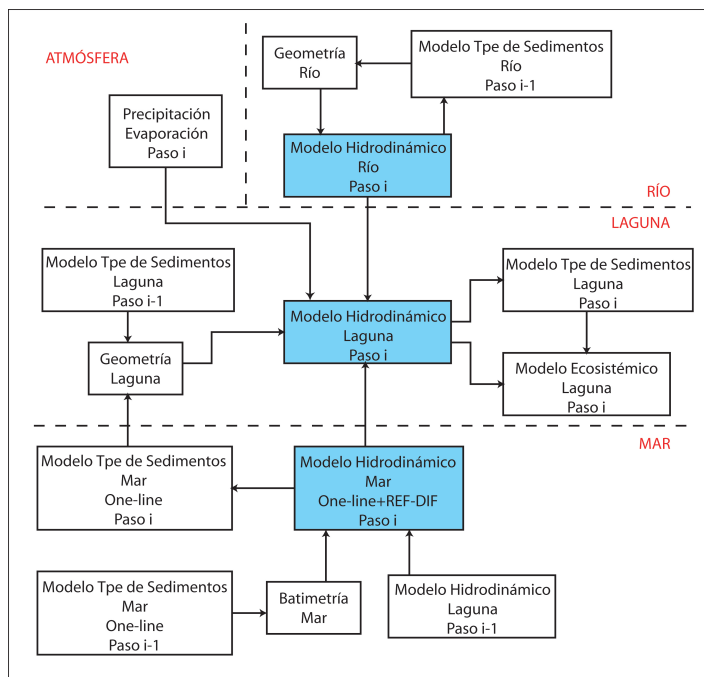 ATMÓSFERA
Geometría
Río
Modelo Tpe de Sedimentos
Río
Paso i-1
Precipitación
Evaporación
Paso i
Modelo Hidrodinámico
Río
Paso i
RÍO
LAGUNA
Modelo Tpe de Sedimentos
Laguna
Paso i-1
Modelo Tpe de Sedimentos
Laguna
Paso i
Modelo Hidrodinámico
Laguna
Paso i
Geometría
Laguna
Modelo Ecosistémico
Laguna
Paso i
MAR
Modelo Tpe de Sedimentos
Mar
One-line
Paso i
Modelo Hidrodinámico
Mar
One-line+REF-DIF
Paso i
Modelo Tpe de Sedimentos
Mar
One-line
Paso i-1
Batimetría
Mar
Modelo Hidrodinámico
Laguna
Paso i-1